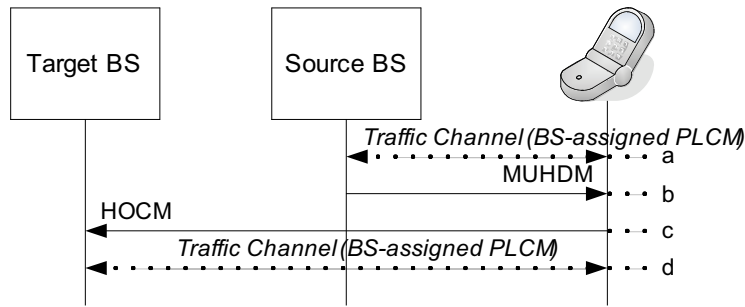 Target BS
Source BS
Traffic Channel (BS-assigned PLCM)
a
MUHDM
b
HOCM
c
Traffic Channel (BS-assigned PLCM)
d